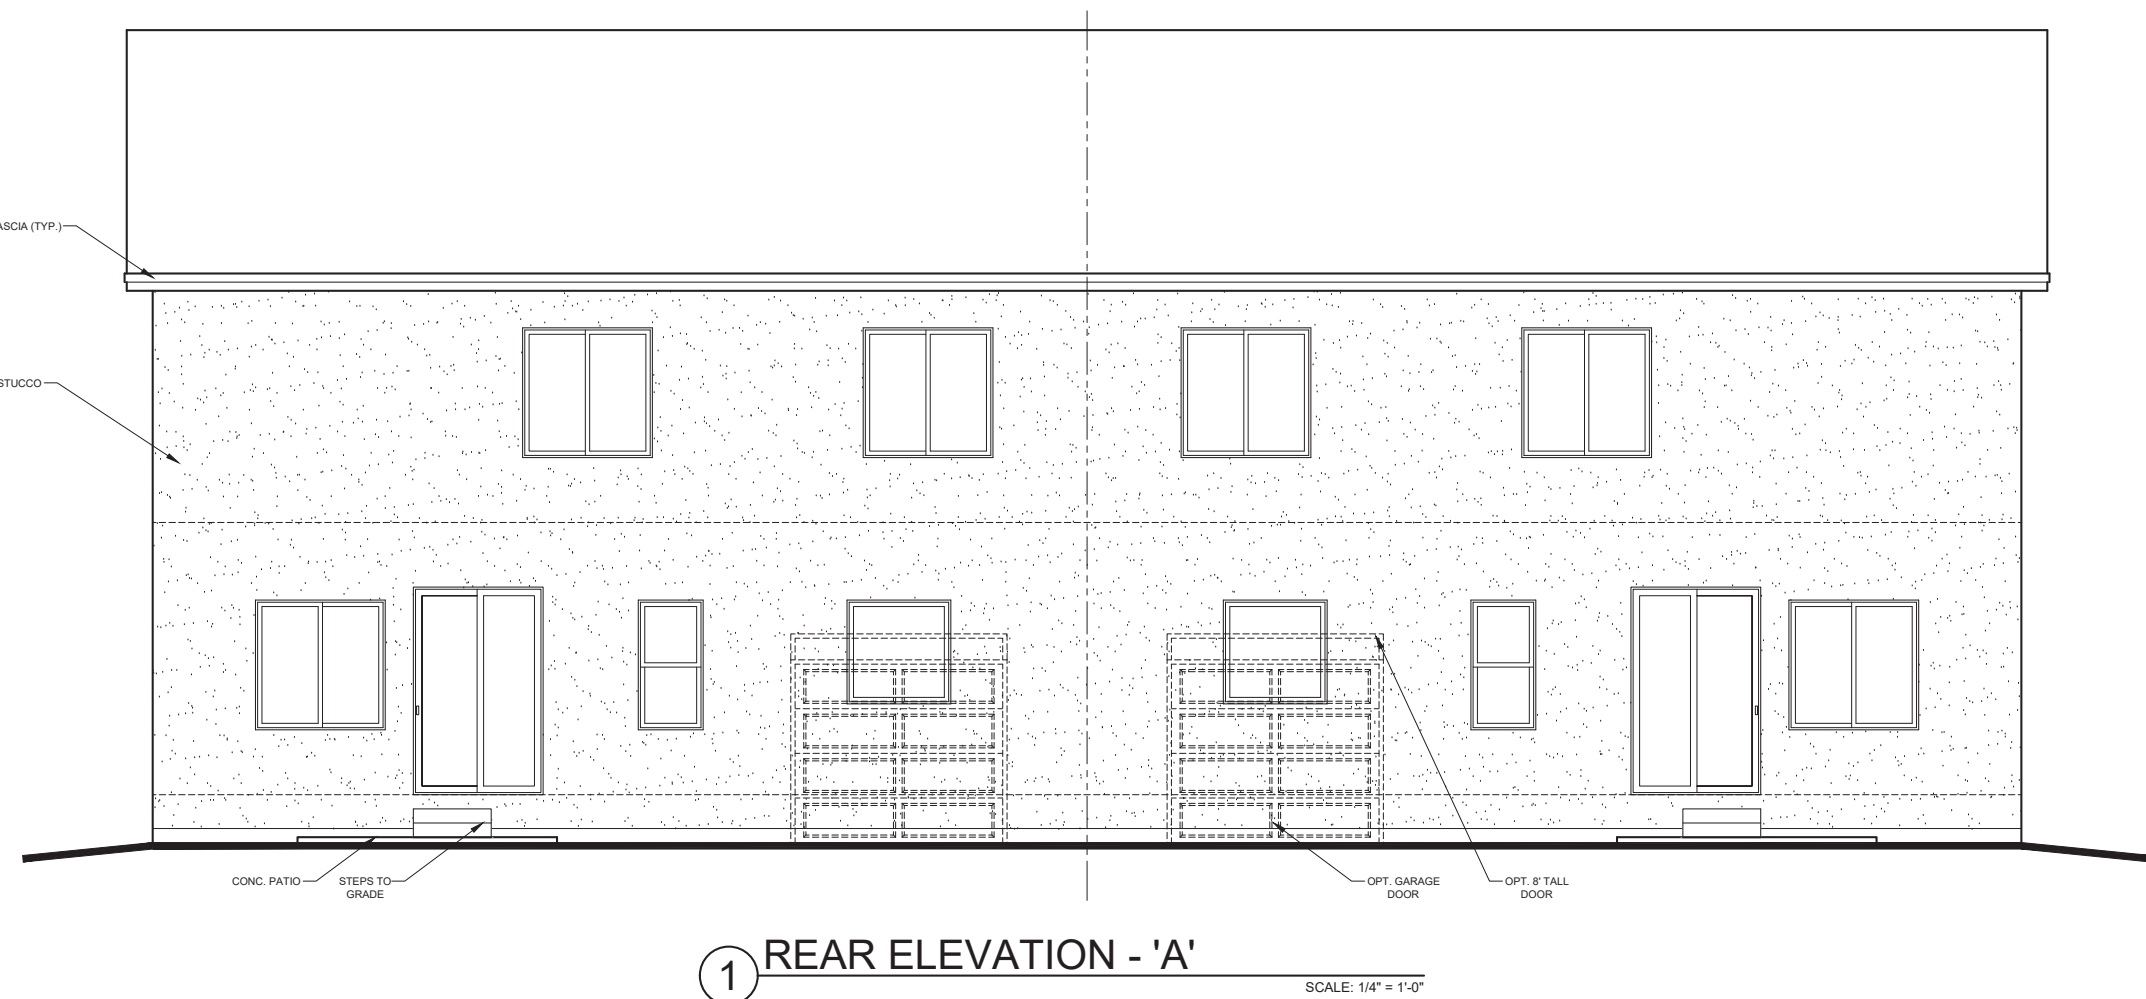 ASCIA (TYP.)
STUCCO
CONC. PATIO
STEPS TO
GRADE
OPT. GARAGE
DOOR
OPT. 8' TALL
DOOR
1
REAR ELEVATION - 'A'
SCALE: 1/4" = 1'-0"